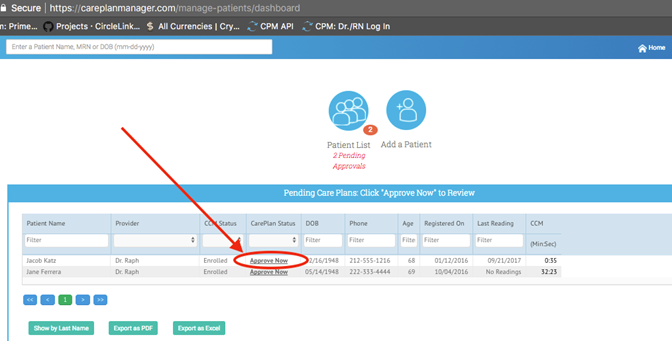 Secure https://careplanmanager.com/manage-patients/dashboard
m: Prime... Projects · CircleLink... $ All Currencies | Cry... CPM API CPM: Dr./RN Log In
Enter a Patient Name, MRN or DOB (mm-dd-yyyy) Home
2
Patient List Add a Patient
2 Pending
Approvals
Pending Care Plans: Click "Approve Now" to Review
Patient Name Provider CCM Status CarePlan Status DOB Phone Age Registered On Last Reading CCM
Filter Filter Filter Filte Filter Filter (Min:Sec)
Jacob Katz Dr. Raph Enrolled Approve Now 2/16/1948 212-555-1216 68 01/12/2016 09/21/2017 0:35
Jane Ferrera Dr. Raph Enrolled Approve Now 05/14/1948 222-333-4444 69 10/04/2016 No Readings 32:23
<< < 1 > >>
Show by Last Name Export as PDF Export as Excel